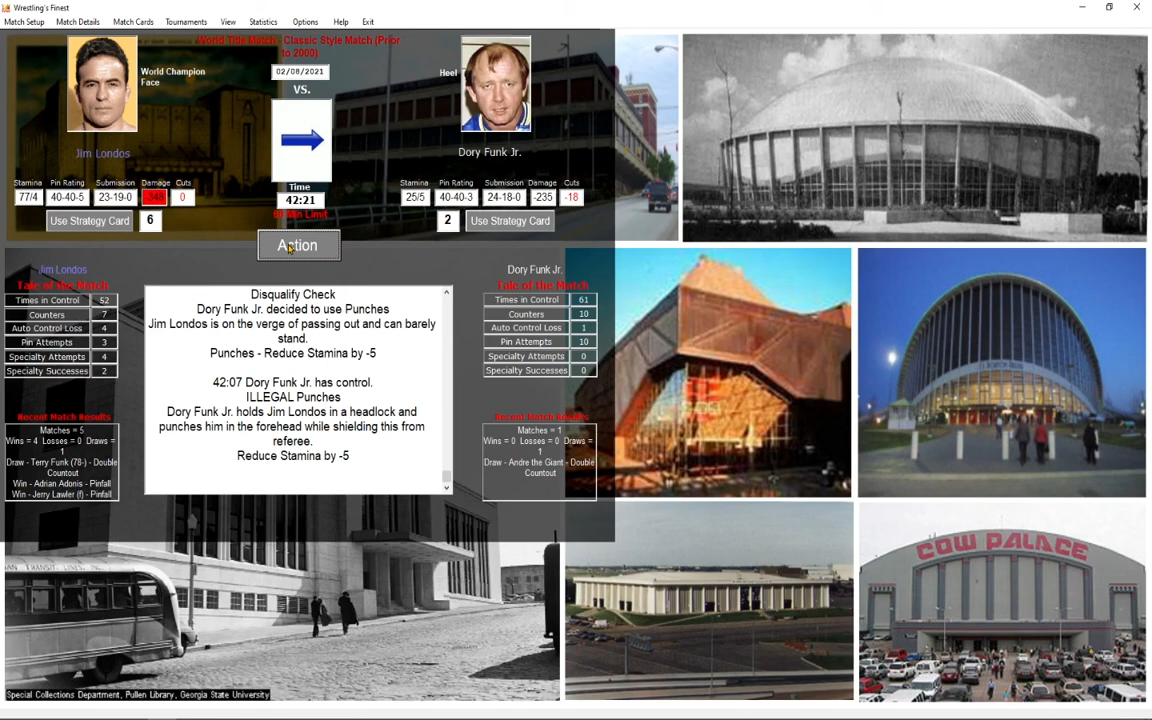 Wrestling's Finest
Match Setup Match Details Match Cards Tournaments View Statistics Options Help Exit
World Title Match - Classic Style Match (Prior
to 2000)
World Champion
Face
02/08/2021
VS.
Heel
Jim Londos
Dory Funk Jr.
Stamina Pin Rating Submission Damage Cuts
77/4 40-40-5 23-19-0 -348 0
Time
42:21
60 Min Limit
Stamina Pin Rating Submission Damage Cuts
25/5 40-40-3 24-18-0 -235 -18
Use Strategy Card 6
2 Use Strategy Card
Action
Jim Londos
Tale of the Match
Times in Control 52
Counters 7
Auto Control Loss 4
Pin Attempts 3
Specialty Attempts 4
Specialty Successes 2
Recent Match Results
Matches = 5
Wins = 4 Losses = 0 Draws =
1
Draw - Terry Funk (78-) - Double
Countout
Win - Adrian Adonis - Pinfall
Win - Jerry Lawler (f) - Pinfall
Disqualify Check
Dory Funk Jr. decided to use Punches
Jim Londos is on the verge of passing out and can barely
stand.
Punches - Reduce Stamina by -5
42:07 Dory Funk Jr. has control.
ILLEGAL Punches
Dory Funk Jr. holds Jim Londos in a headlock and
punches him in the forehead while shielding this from
referee.
Reduce Stamina by -5
Dory Funk Jr.
Tale of the Match
Times in Control 61
Counters 10
Auto Control Loss 1
Pin Attempts 10
Specialty Attempts 0
Specialty Successes 0
Recent Match Results
Matches = 1
Wins = 0 Losses = 0 Draws =
1
Draw - Andre the Giant - Double
Countout
COW PALACE
Special Collections Department, Pullen Library, Georgia State University